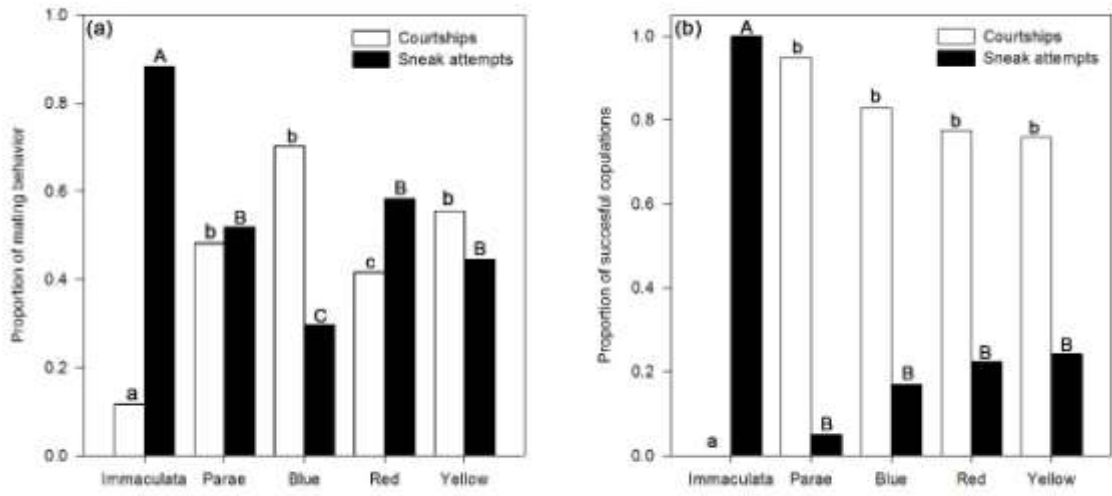 (a)
Courtships
Sneak attempts
Proportion of mating behavior
1.0
0.8
0.6
0.4
0.2
0.0
a A
b B
b C
c B
b B
Immaculata Parae Blue Red Yellow
(b)
Courtships
Sneak attempts
Proportion of succesful copulations
1.0
0.8
0.6
0.4
0.2
0.0
a A
b B
b B
b B
b B
Immaculata Parae Blue Red Yellow